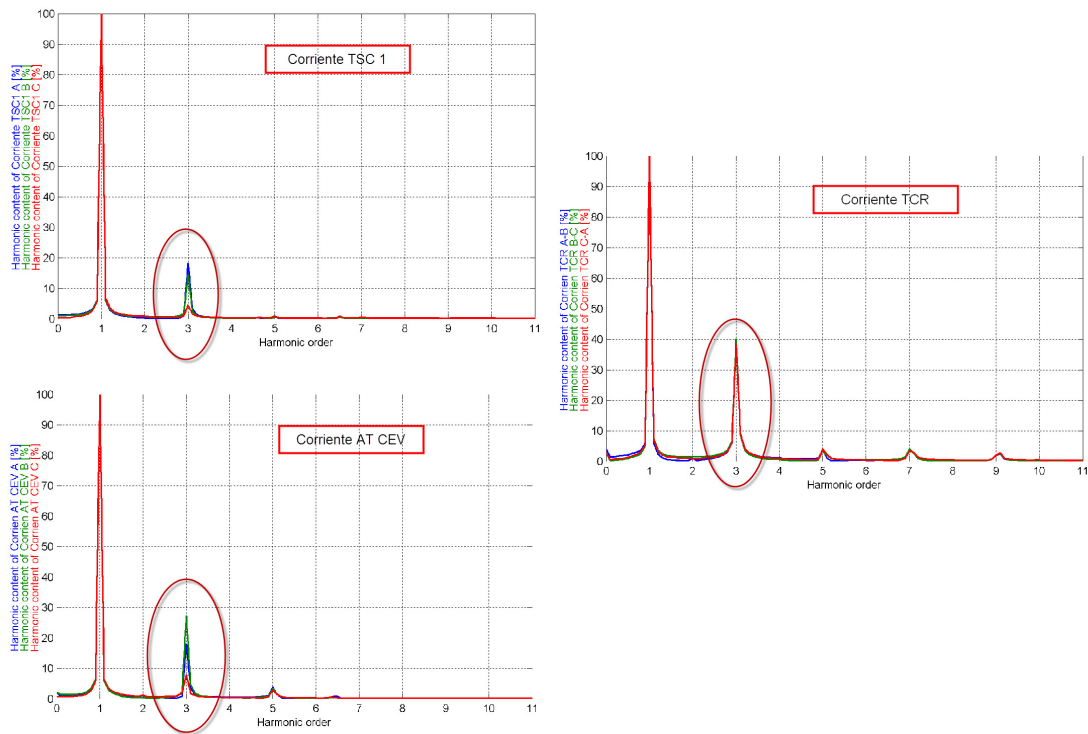 Corriente TSC 1
Harmonic content of Corriente TSC1 A [%]
Harmonic content of Corriente TSC1 B [%]
Harmonic content of Corriente TSC1 C [%]
100
90
80
70
60
50
40
30
20
10
0
0 1 2 3 4 5 6 7 8 9 10 11
Harmonic order
Corriente TCR
Harmonic content of Corrien TCR A-B [%]
Harmonic content of Corrien TCR B-C [%]
Harmonic content of Corrien TCR C-A [%]
100
90
80
70
60
50
40
30
20
10
0
0 1 2 3 4 5 6 7 8 9 10 11
Harmonic order
Corriente AT CEV
Harmonic content of Corrien AT CEV A [%]
Harmonic content of Corrien AT CEV B [%]
Harmonic content of Corrien AT CEV C [%]
100
90
80
70
60
50
40
30
20
10
0
0 1 2 3 4 5 6 7 8 9 10 11
Harmonic order